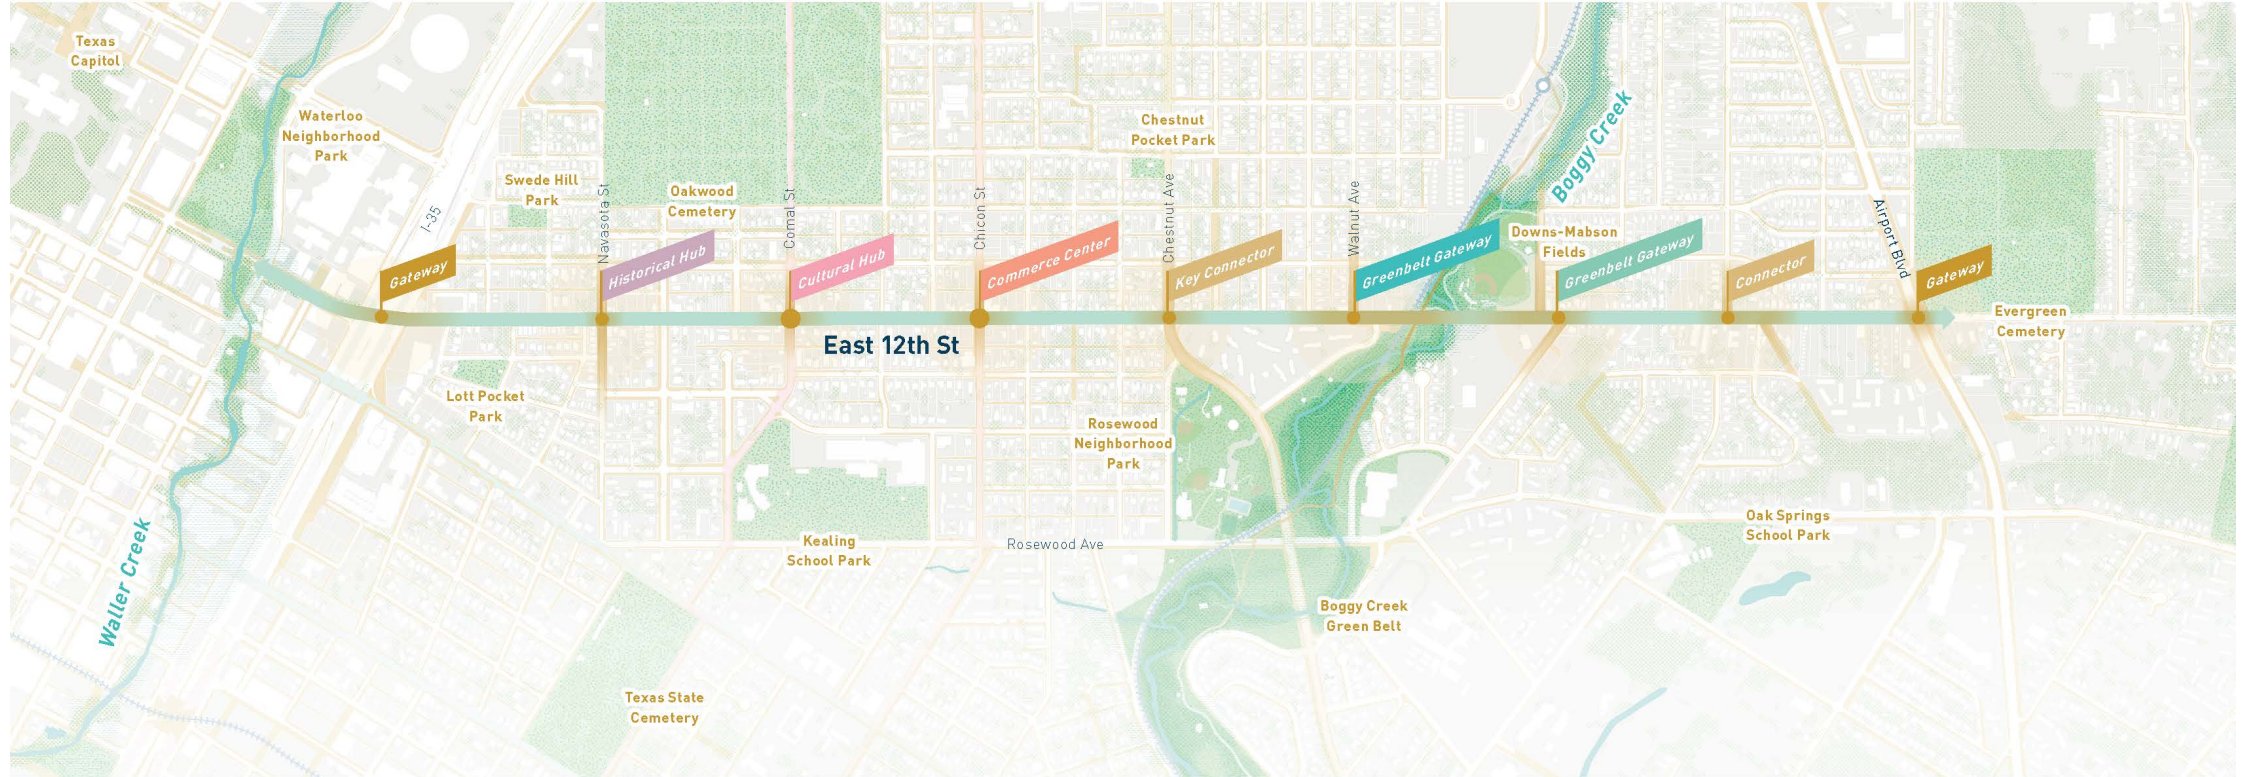 Texas
Capitol
Waterloo
Neighborhood
Park
I-35
Swede Hill
Park
Navasota St
Oakwood
Cemetery
Comal St
Chicon St
Chestnut
Pocket Park
Chestnut Ave
Walnut Ave
Boggy Creek
Downs-Mabson
Fields
Airport Blvd
Gateway
Historical Hub
Cultural Hub
Commerce Center
Key Connector
Greenbelt Gateway
Greenbelt Gateway
Connector
Gateway
Evergreen
Cemetery
East 12th St
Lott Pocket
Park
Rosewood
Neighborhood
Park
Waller Creek
Kealing
School Park
Rosewood Ave
Oak Springs
School Park
Boggy Creek
Green Belt
Texas State
Cemetery